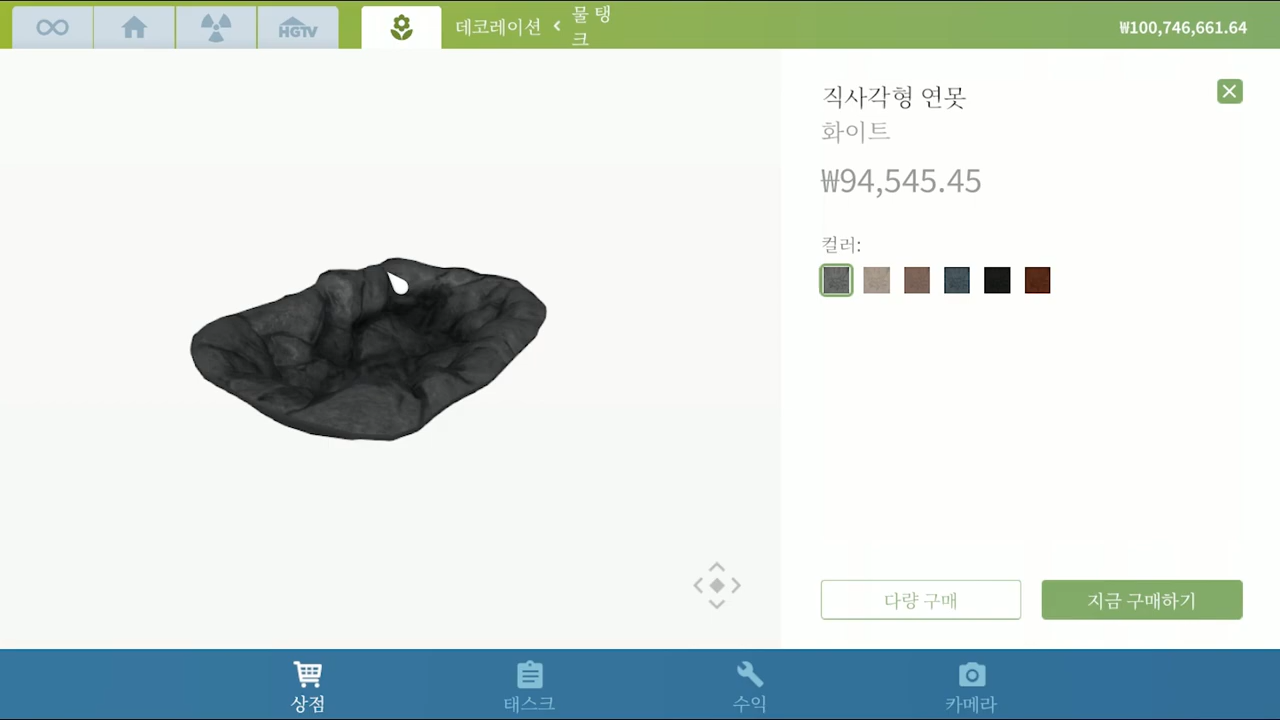 HGTV
데코레이션
물 탱
크
₩100,746,661.64
직사각형 연못
화이트
₩94,545.45
컬러:
다량 구매
지금 구매하기
상점
태스크
수익
카메라